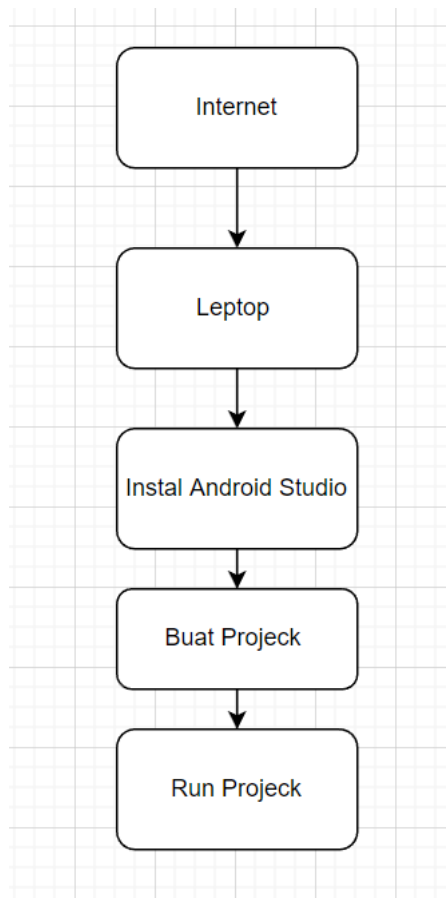 Internet
Leptop
Instal Android Studio
Buat Projeck
Run Projeck